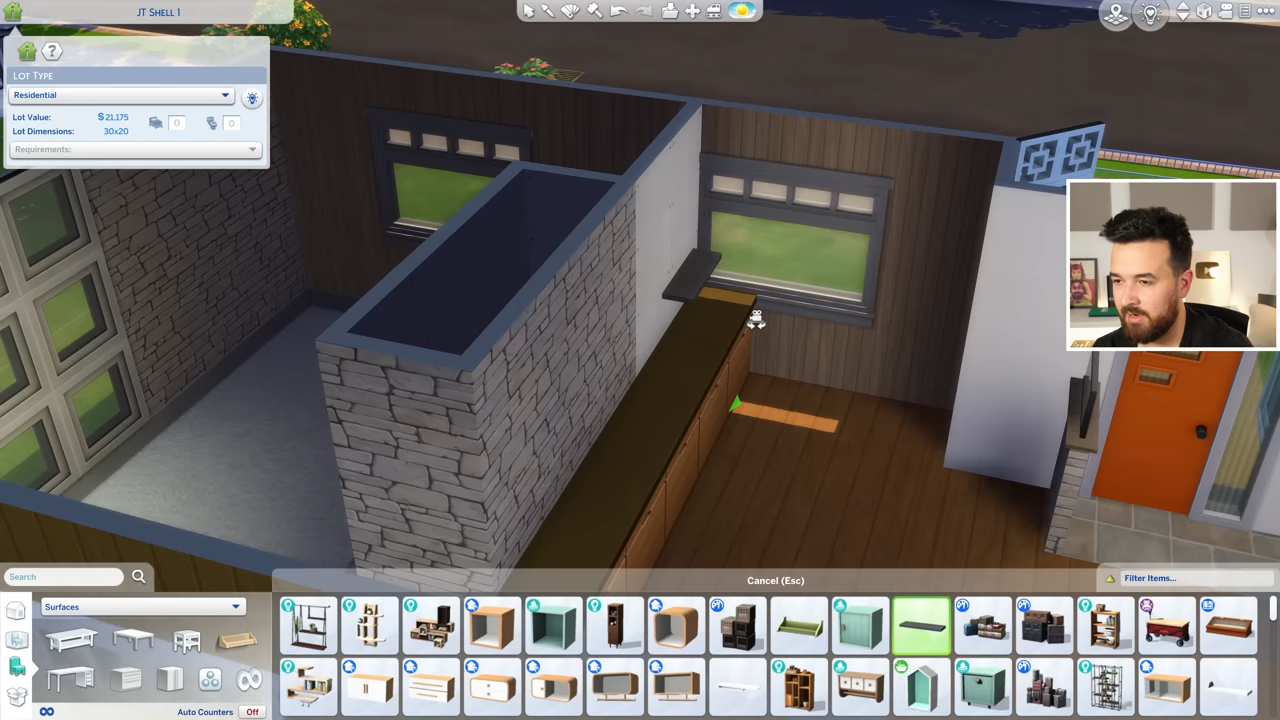 JT SHELL 1
LOT TYPE
Residential
Lot Value: §21,175
Lot Dimensions: 30x20
0
0
Requirements:
Search
Cancel (Esc)
Filter Items...
Surfaces
Auto Counters Off